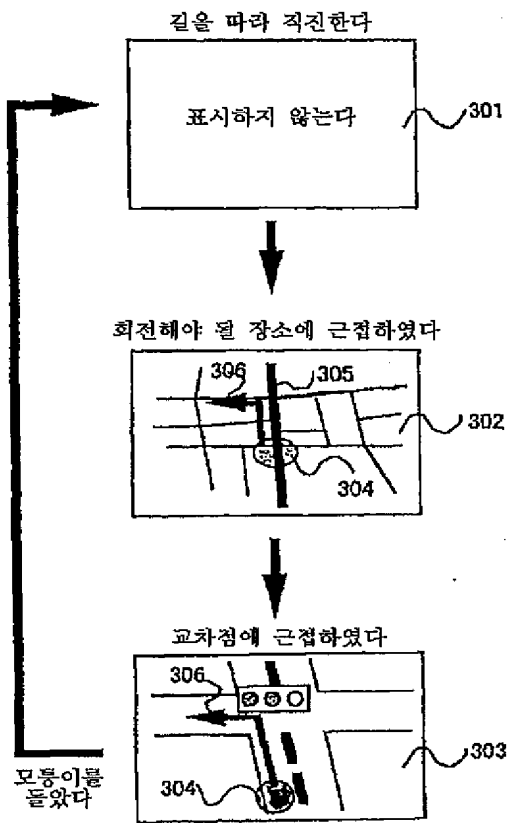 길을 따라 직진한다
표시하지 않는다
301
회전해야 될 장소에 근접하였다
306
305
302
304
교차점에 근접하였다
306
303
304
모퉁이를
돌았다